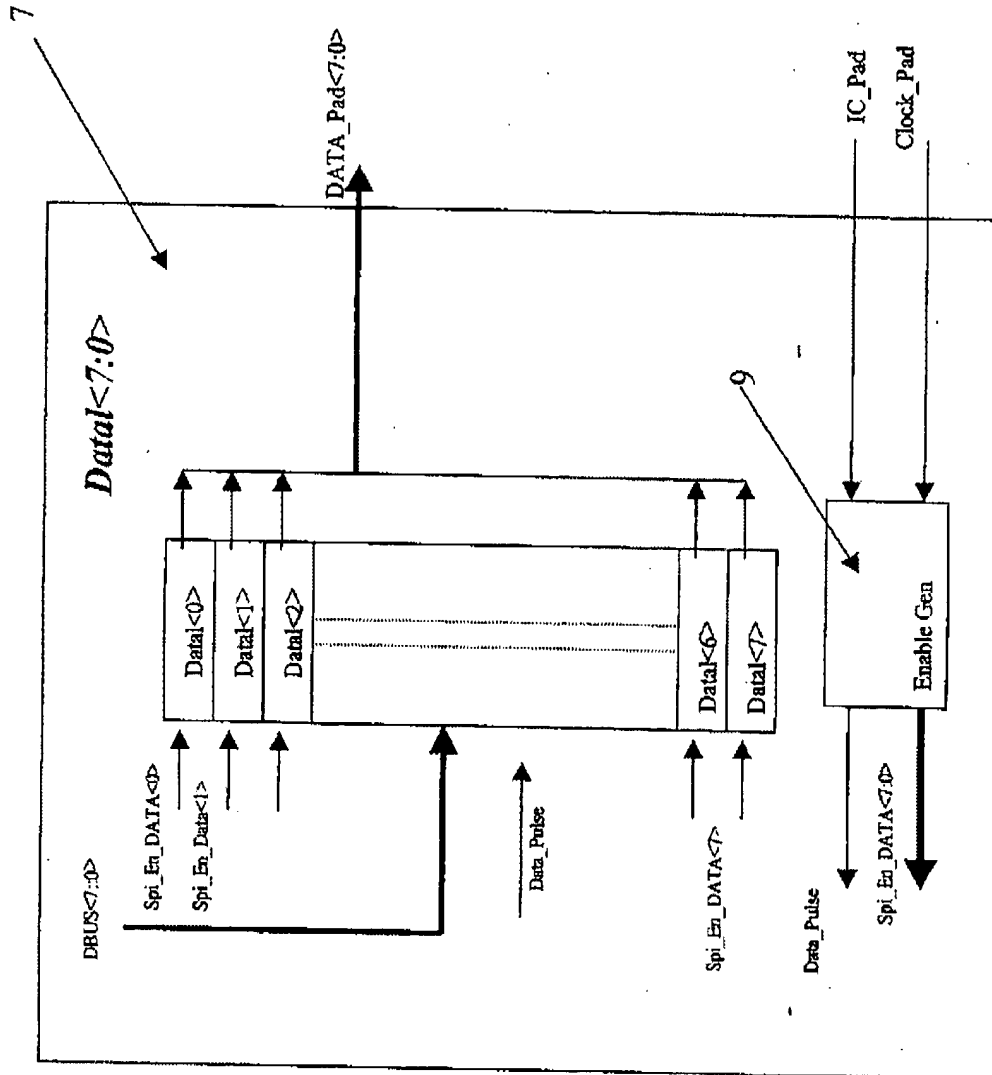 7
Datal<7:0>
DATA_Pad<7:0>
DBUS<7:0>
Spi_En_DATA<0>
Spi_En_Data<1>
Datal<0>
Datal<1>
Datal<2>
Data_Pulse
Spi_En_DATA<7>
Datal<6>
Datal<7>
9
IC_Pad
Clock_Pad
Enable Gen
Data_Pulse
Spi_En_DATA<7:0>